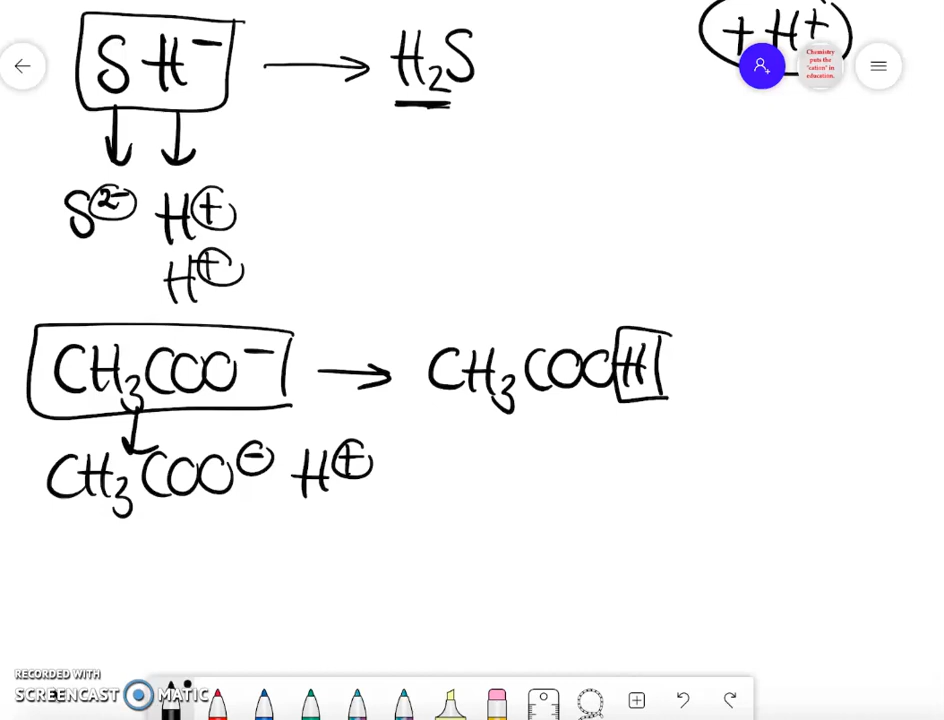 SH⁻ → H₂S
+ H⁺
Chemistry
puts the
"cation" in
education.
S²⁻ H⁺
H⁺
CH₃COO⁻ → CH₃COOH
CH₃COO⁻ H⁺
RECORDED WITH
SCREENCAST MATIC